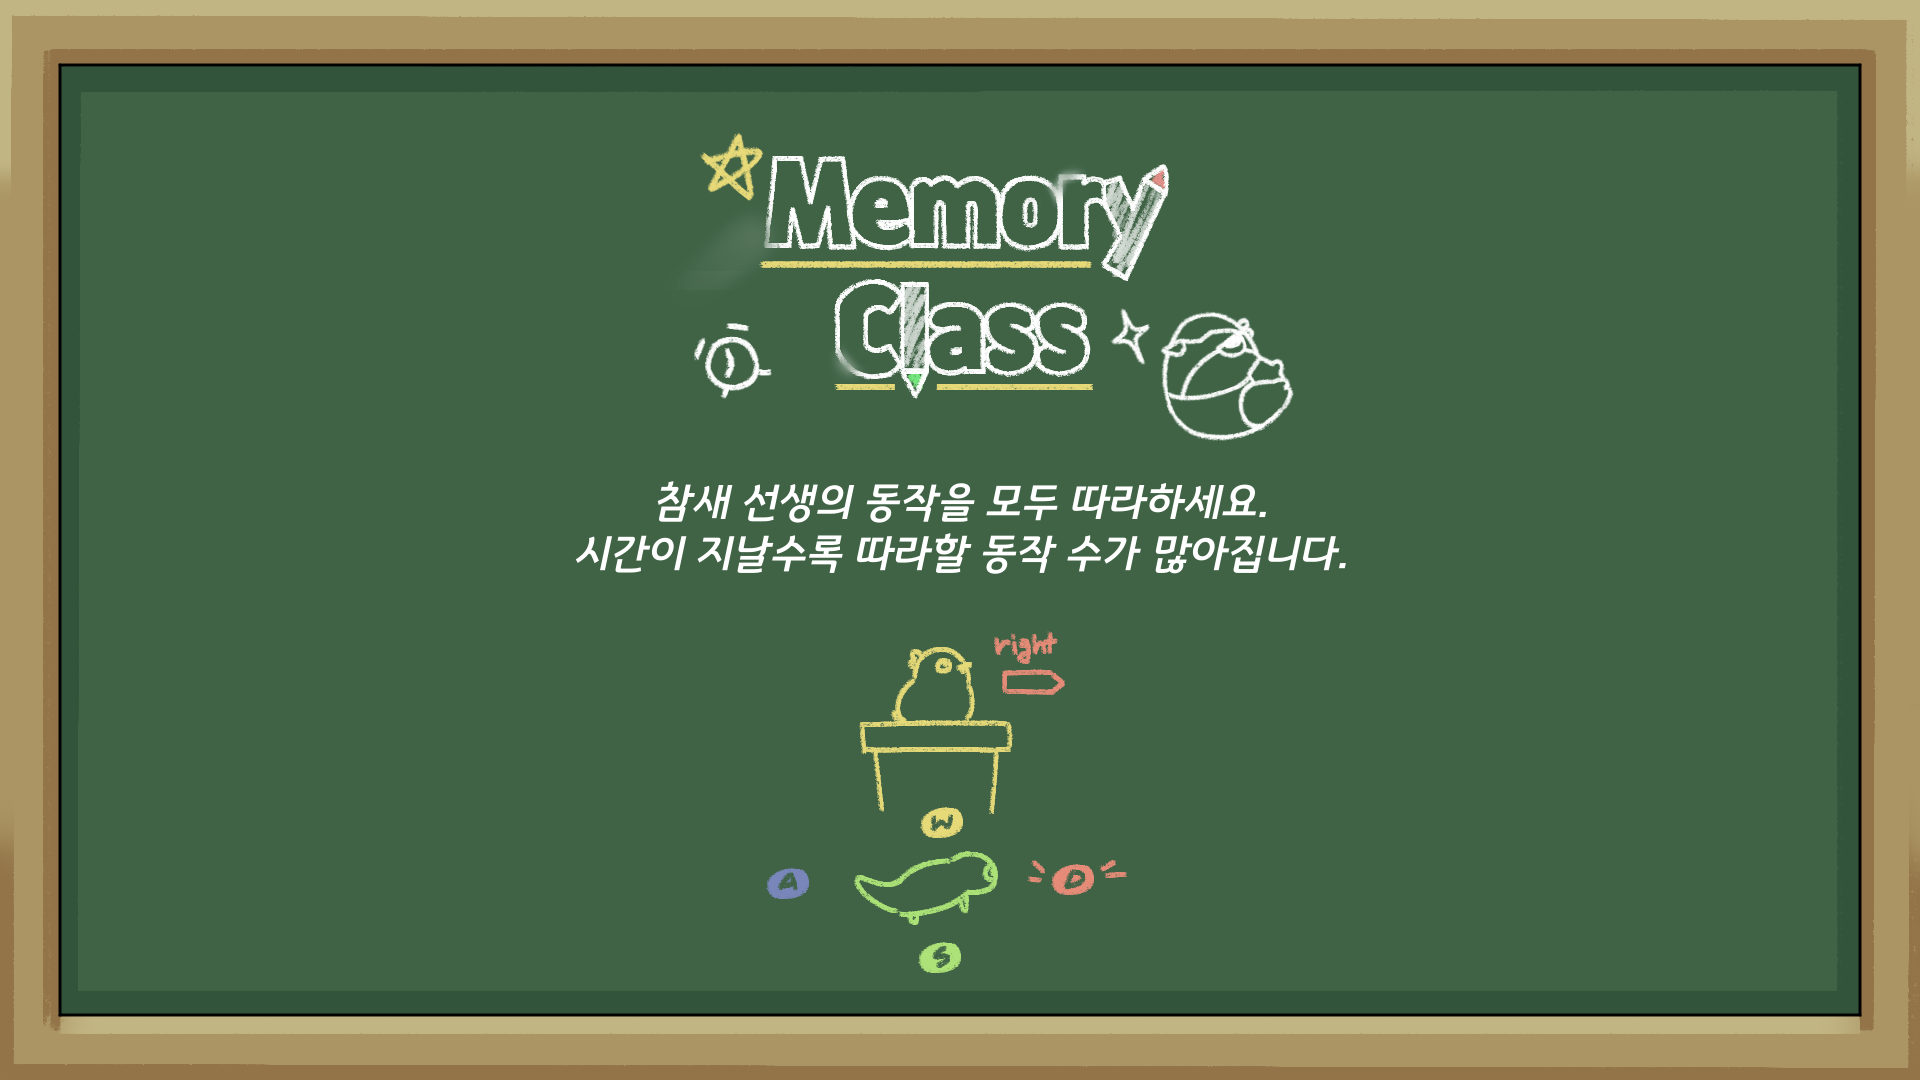 Memory
Class
참새 선생의 동작을 모두 따라하세요.
시간이 지날수록 따라할 동작 수가 많아집니다.
right
W
A
D
S